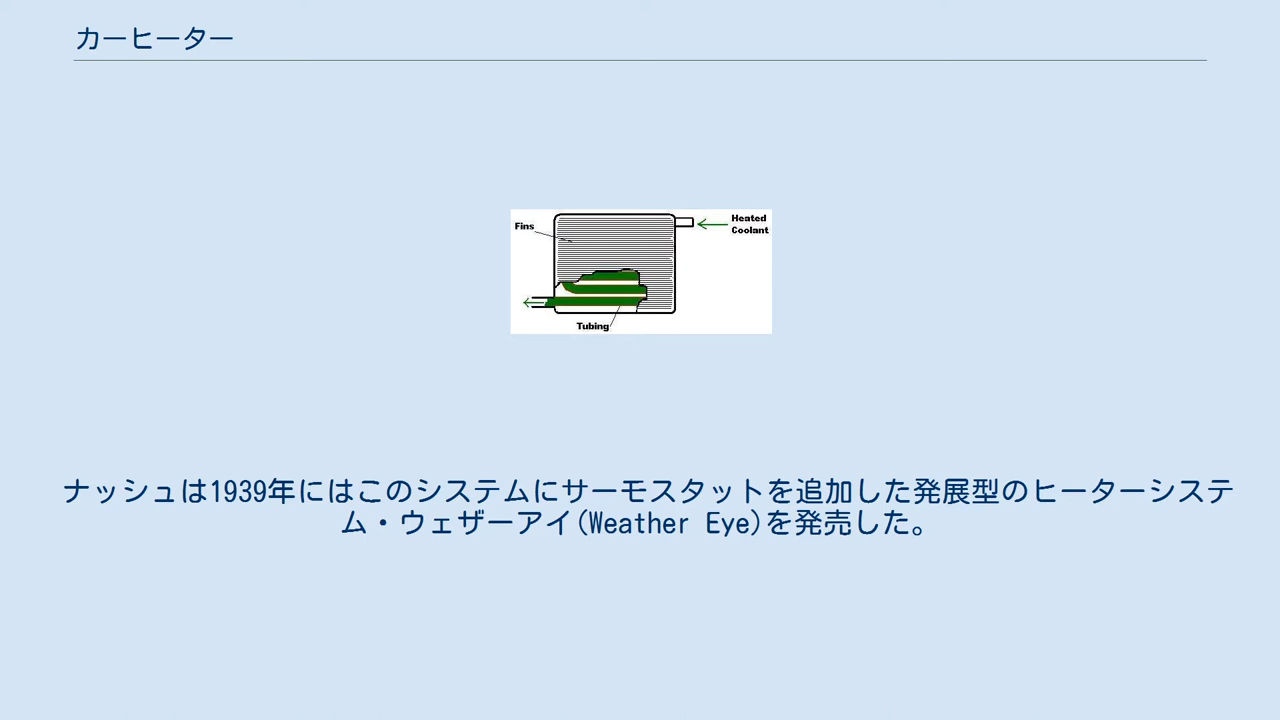 カーヒーター
Fins
Heated
Coolant
Tubing
ナッシュは1939年にはこのシステムにサーモスタットを追加した発展型のヒーターシステ
ム・ウェザーアイ(Weather Eye)を発売した。